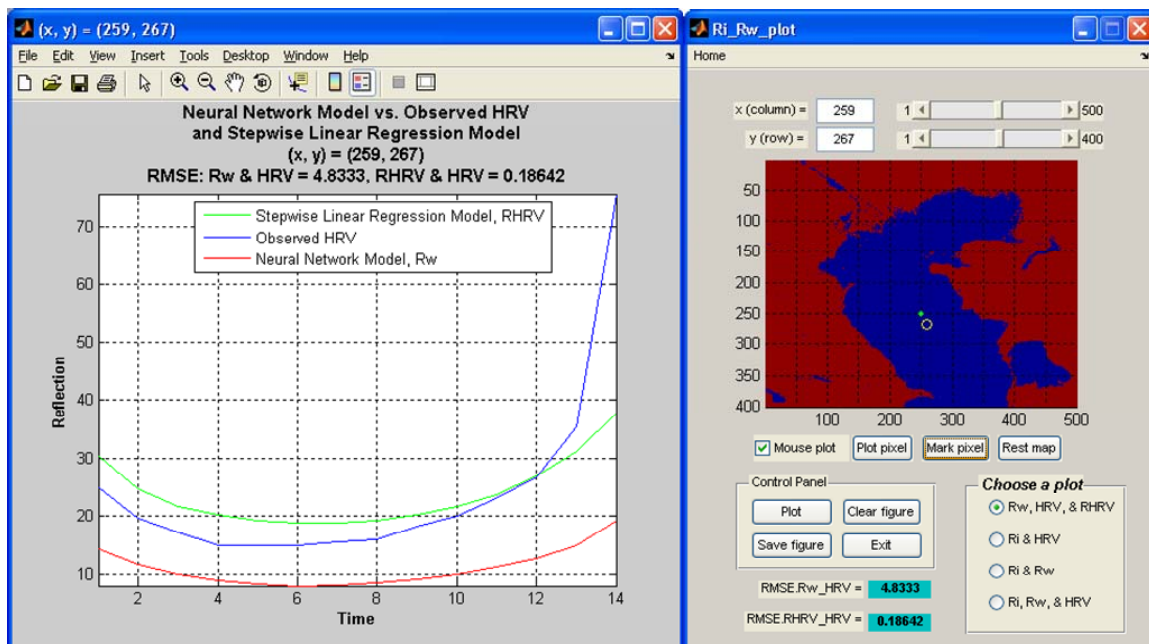 (x, y) = (259, 267)
File Edit View Insert Tools Desktop Window Help
Neural Network Model vs. Observed HRV
and Stepwise Linear Regression Model
(x, y) = (259, 267)
RMSE: Rw & HRV = 4.8333, RHRV & HRV = 0.18642
Stepwise Linear Regression Model, RHRV
Observed HRV
Neural Network Model, Rw
70
60
50
40
30
20
10
Reflection
2 4 6 8 10 12 14
Time
Ri_Rw_plot
Home
x (column) = 259 1 500
y (row) = 267 1 400
50
100
150
200
250
300
350
400
100 200 300 400 500
Mouse plot Plot pixel Mark pixel Rest map
Control Panel
Plot Clear figure
Save figure Exit
RMSE.Rw_HRV = 4.8333
RMSE.RHRV_HRV = 0.18642
Choose a plot
Rw, HRV, & RHRV
Ri & HRV
Ri & Rw
Ri, Rw, & HRV